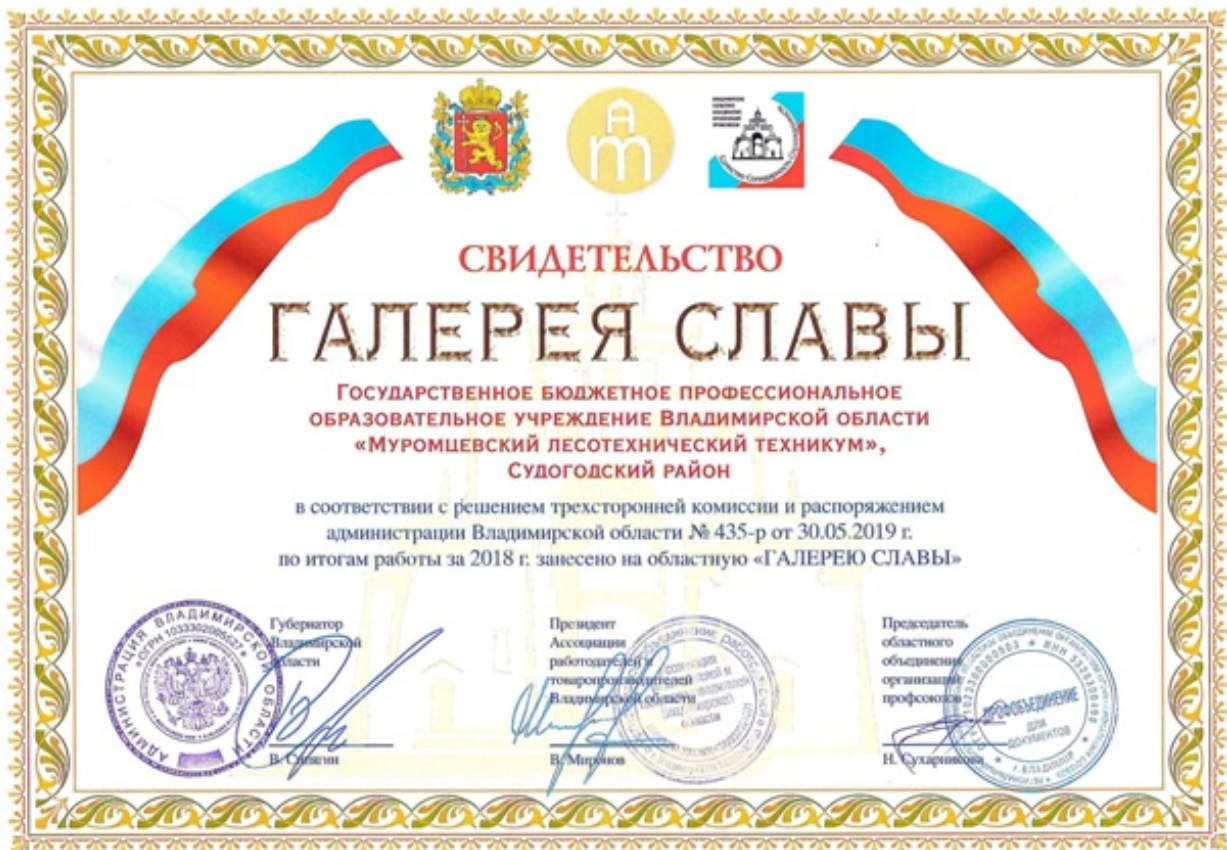 СВИДЕТЕЛЬСТВО
ГАЛЕРЕЯ СЛАВЫ
ГОСУДАРСТВЕННОЕ БЮДЖЕТНОЕ ПРОФЕССИОНАЛЬНОЕ
ОБРАЗОВАТЕЛЬНОЕ УЧРЕЖДЕНИЕ ВЛАДИМИРСКОЙ ОБЛАСТИ
«МУРОМЦЕВСКИЙ ЛЕСОТЕХНИЧЕСКИЙ ТЕХНИКУМ»,
СУДОГОДСКИЙ РАЙОН
в соответствии с решением трехсторонней комиссии и распоряжением
администрации Владимирской области № 435-р от 30.05.2019 г.
по итогам работы за 2018 г. занесено на областную «ГАЛЕРЕЮ СЛАВЫ»
Губернатор
Владимирской
области
В. Сипягин
АДМИНИСТРАЦИЯ ВЛАДИМИРСКОЙ ОБЛАСТИ
Президент
Ассоциации
работодателей и
товаропроизводителей
Владимирской области
В. Миронов
Председатель
областного
объединения
организаций
профсоюзов
Н. Сухарникова
ПРОФОБЪЕДИНЕНИЕ
ДЛЯ
ДОКУМЕНТОВ
г. ВЛАДИМИР